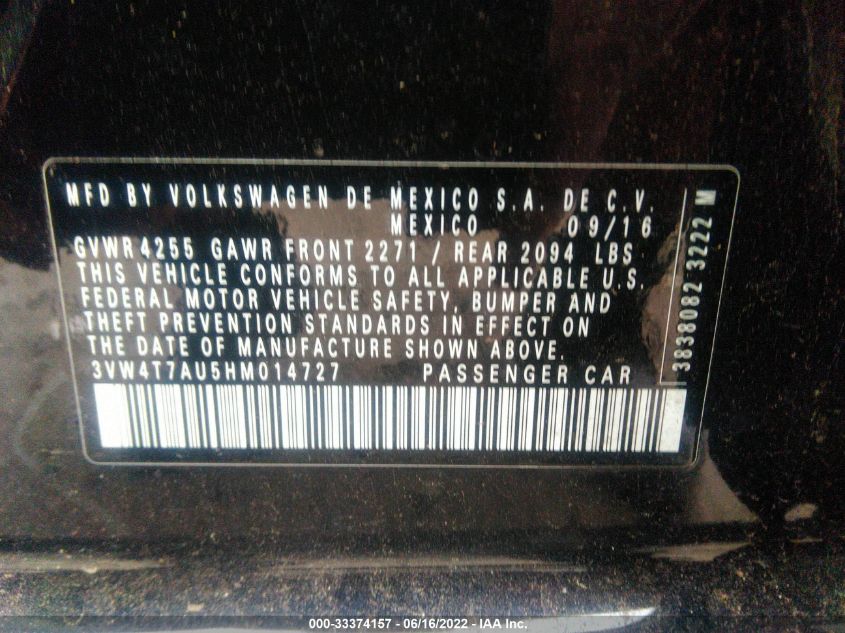 MFD BY VOLKSWAGEN DE MEXICO S.A. DE C.V.
MEXICO 09/16
GVWR 4255 GAWR FRONT 2271 / REAR 2094 LBS
THIS VEHICLE CONFORMS TO ALL APPLICABLE U.S.
FEDERAL MOTOR VEHICLE SAFETY, BUMPER AND
THEFT PREVENTION STANDARDS IN EFFECT ON
THE DATE OF MANUFACTURE SHOWN ABOVE.
3VW4T7AU5HM014727 PASSENGER CAR
3838082 3222 M
000-33374157 - 06/16/2022 - IAA Inc.